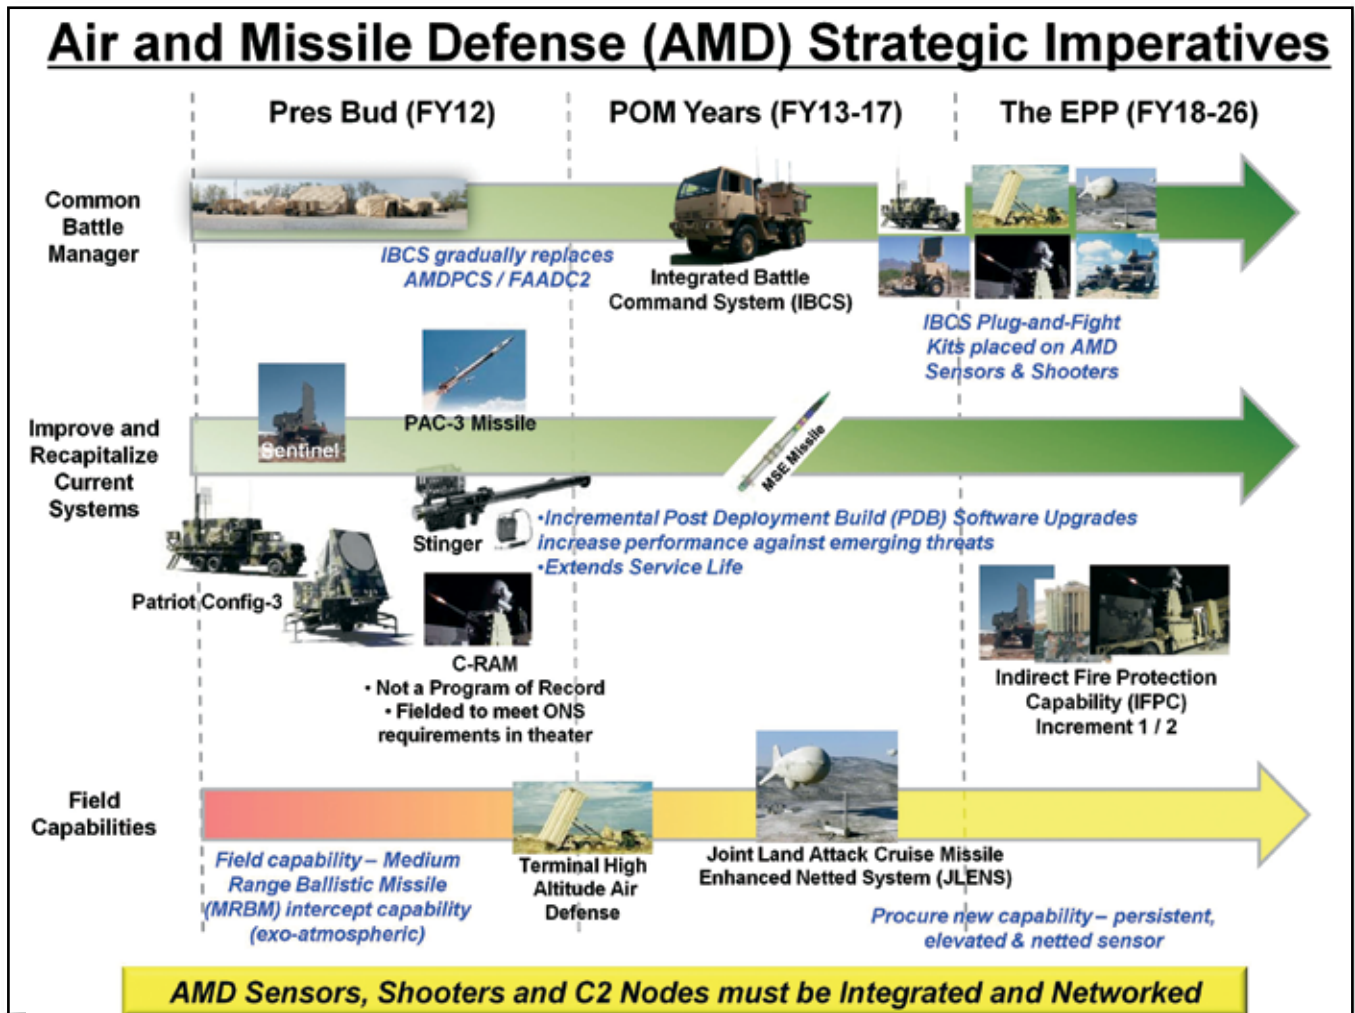 Air and Missile Defense (AMD) Strategic Imperatives
Pres Bud (FY12)
POM Years (FY13-17)
The EPP (FY18-26)
Common
Battle
Manager
IBCS gradually replaces
AMDPCS / FAADC2
Integrated Battle
Command System (IBCS)
IBCS Plug-and-Fight
Kits placed on AMD
Sensors & Shooters
Improve and
Recapitalize
Current
Systems
Sentinel
PAC-3 Missile
MSE Missile
Stinger
•Incremental Post Deployment Build (PDB) Software Upgrades
increase performance against emerging threats
•Extends Service Life
Patriot Config-3
C-RAM
• Not a Program of Record
• Fielded to meet ONS
requirements in theater
Indirect Fire Protection
Capability (IFPC)
Increment 1 / 2
Field
Capabilities
Field capability – Medium
Range Ballistic Missile
(MRBM) intercept capability
(exo-atmospheric)
Terminal High
Altitude Air
Defense
Joint Land Attack Cruise Missile
Enhanced Netted System (JLENS)
Procure new capability – persistent,
elevated & netted sensor
AMD Sensors, Shooters and C2 Nodes must be Integrated and Networked